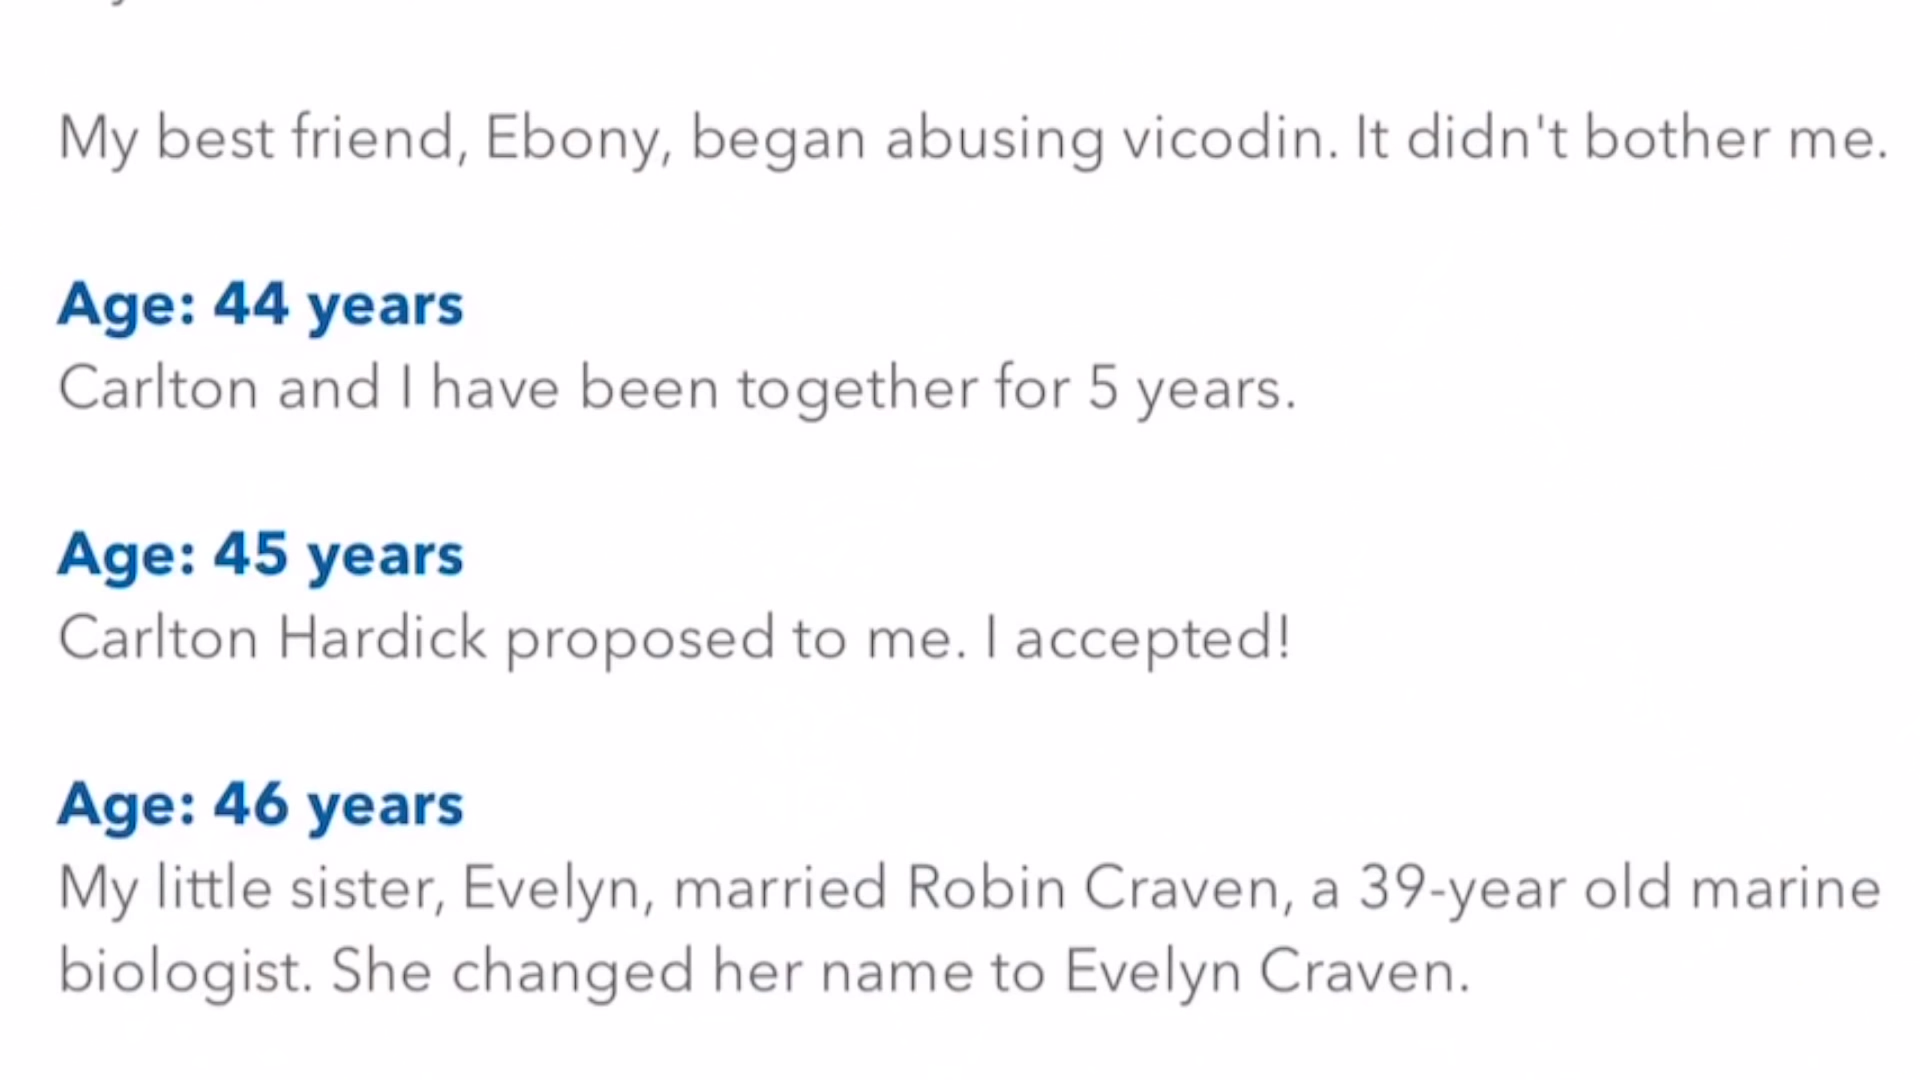 My best friend, Ebony, began abusing vicodin. It didn't bother me.
Age: 44 years
Carlton and I have been together for 5 years.
Age: 45 years
Carlton Hardick proposed to me. I accepted!
Age: 46 years
My little sister, Evelyn, married Robin Craven, a 39-year old marine
biologist. She changed her name to Evelyn Craven.